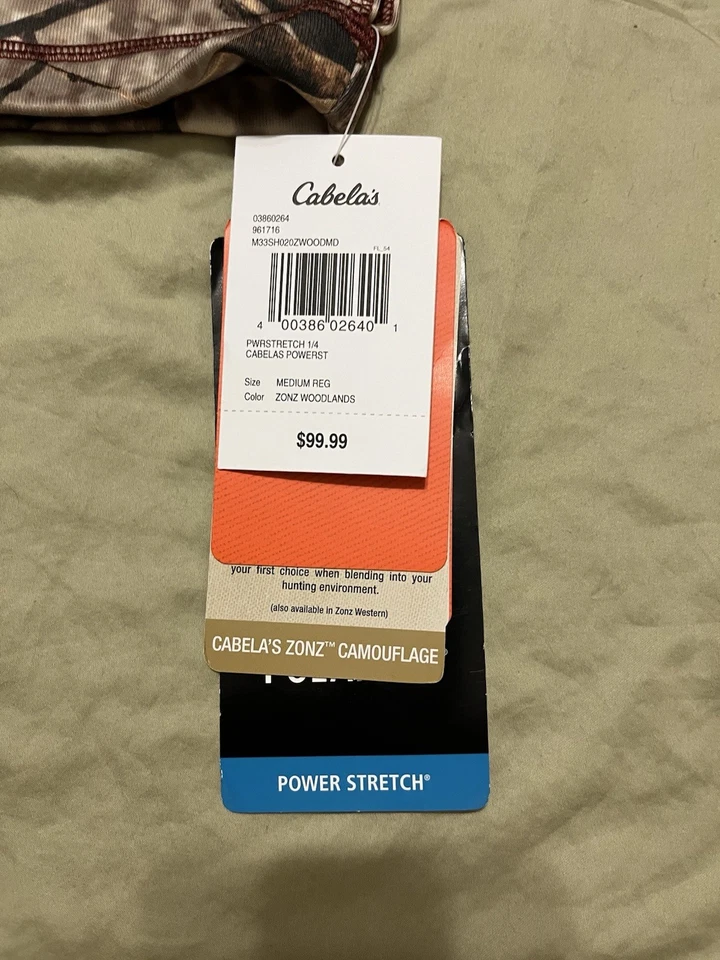 Cabela's
03860264
961716
M33SH020ZWOODMD
FL_54
4 00386 02640 1
PWRSTRETCH 1/4
CABELAS POWERST
Size MEDIUM REG
Color ZONZ WOODLANDS
$99.99
your first choice when blending into your
hunting environment.
(also available in Zonz Western)
CABELA'S ZONZ™ CAMOUFLAGE
POWER STRETCH®